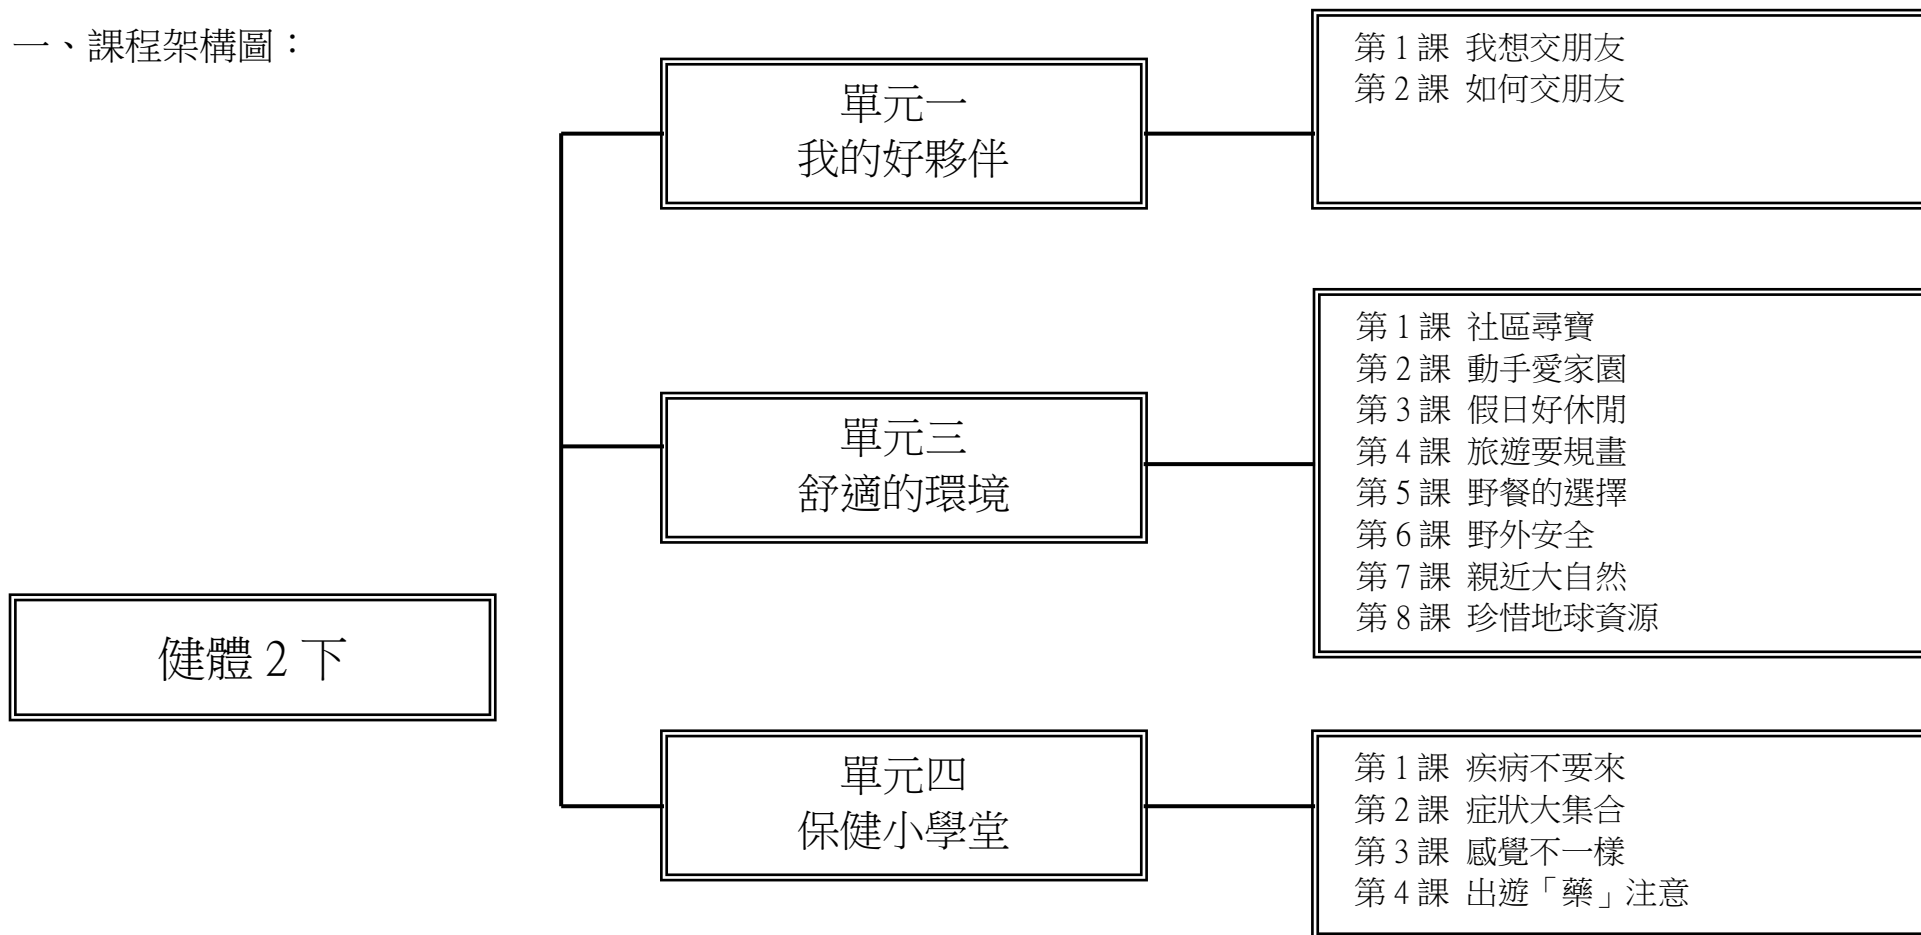 一、課程架構圖：
單元一
我的好夥伴
第 1 課 我想交朋友
第 2 課 如何交朋友
單元三
舒適的環境
第 1 課 社區尋寶
第 2 課 動手愛家園
第 3 課 假日好休閒
第 4 課 旅遊要規畫
第 5 課 野餐的選擇
第 6 課 野外安全
第 7 課 親近大自然
第 8 課 珍惜地球資源
健體 2 下
單元四
保健小學堂
第 1 課 疾病不要來
第 2 課 症狀大集合
第 3 課 感覺不一樣
第 4 課 出遊「藥」注意